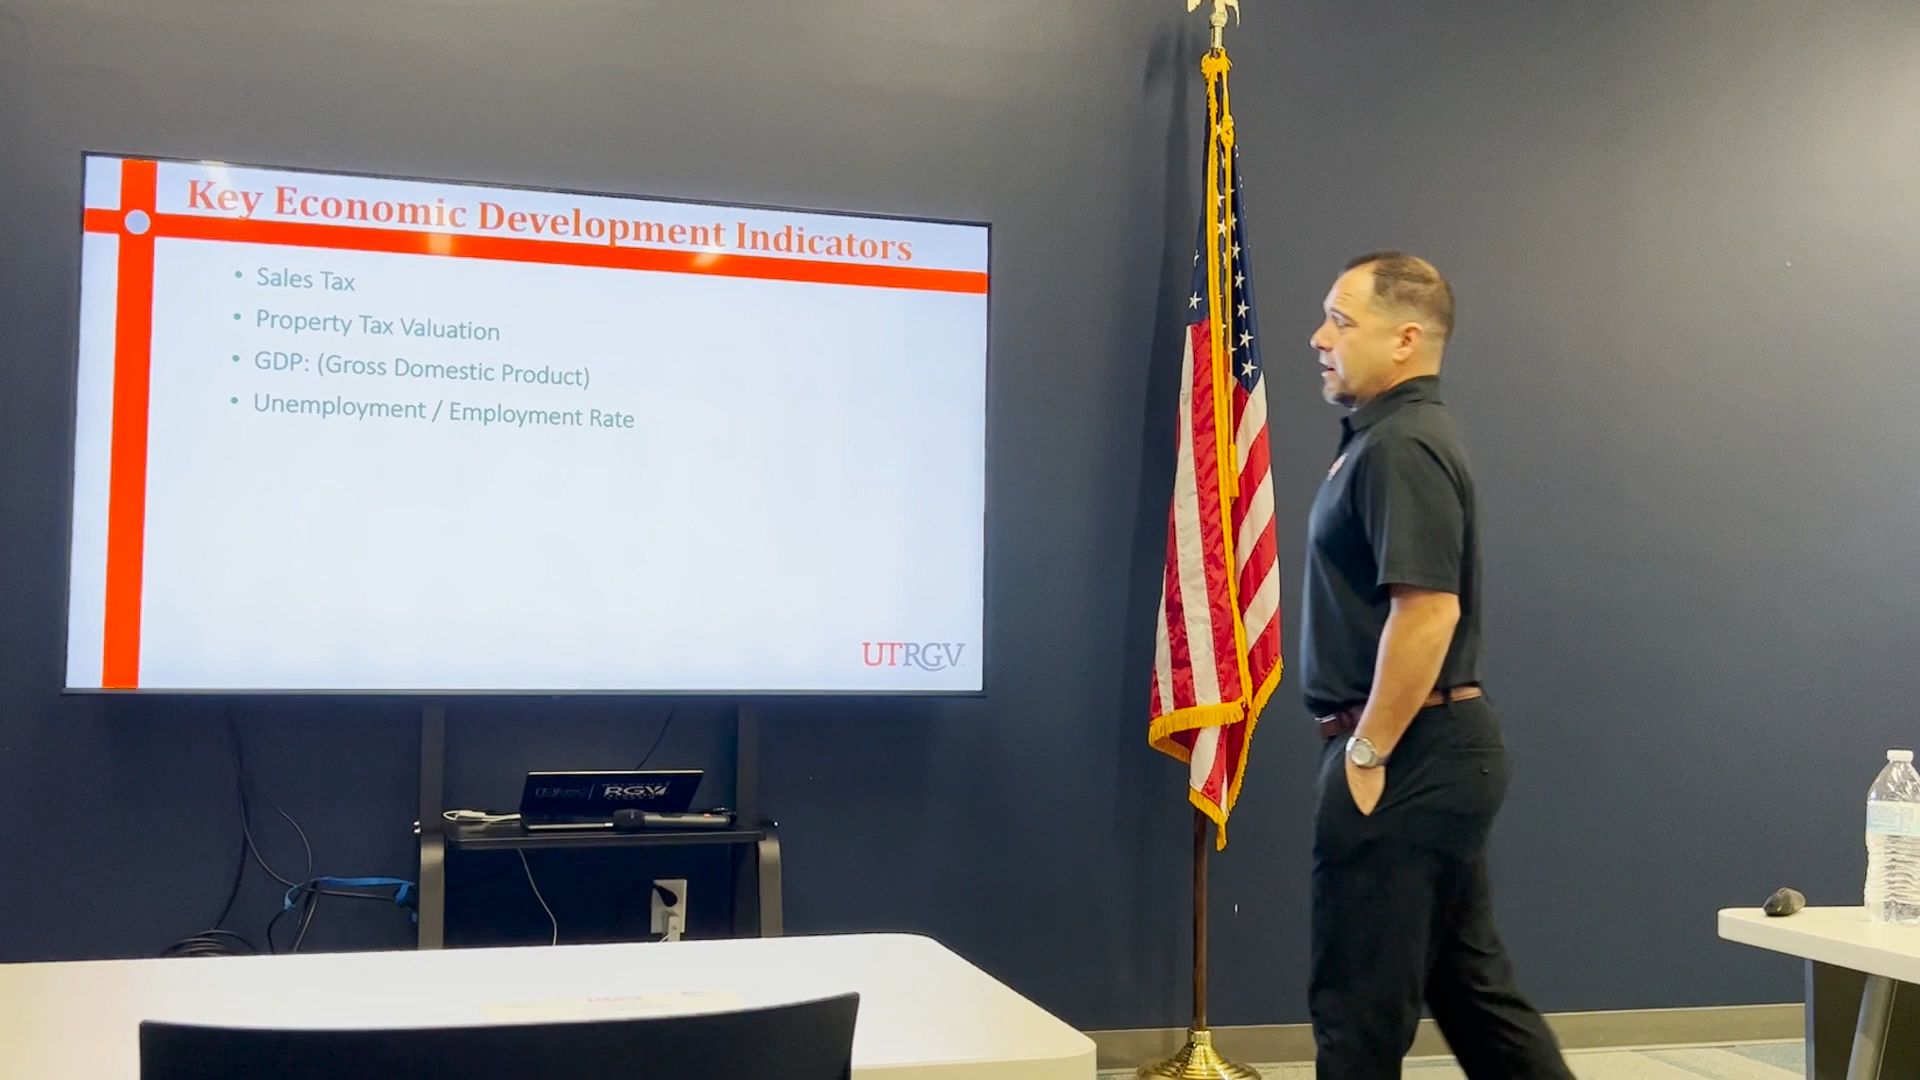 Key Economic Development Indicators
• Sales Tax
• Property Tax Valuation
• GDP: (Gross Domestic Product)
• Unemployment / Employment Rate
UTRGV
RGV